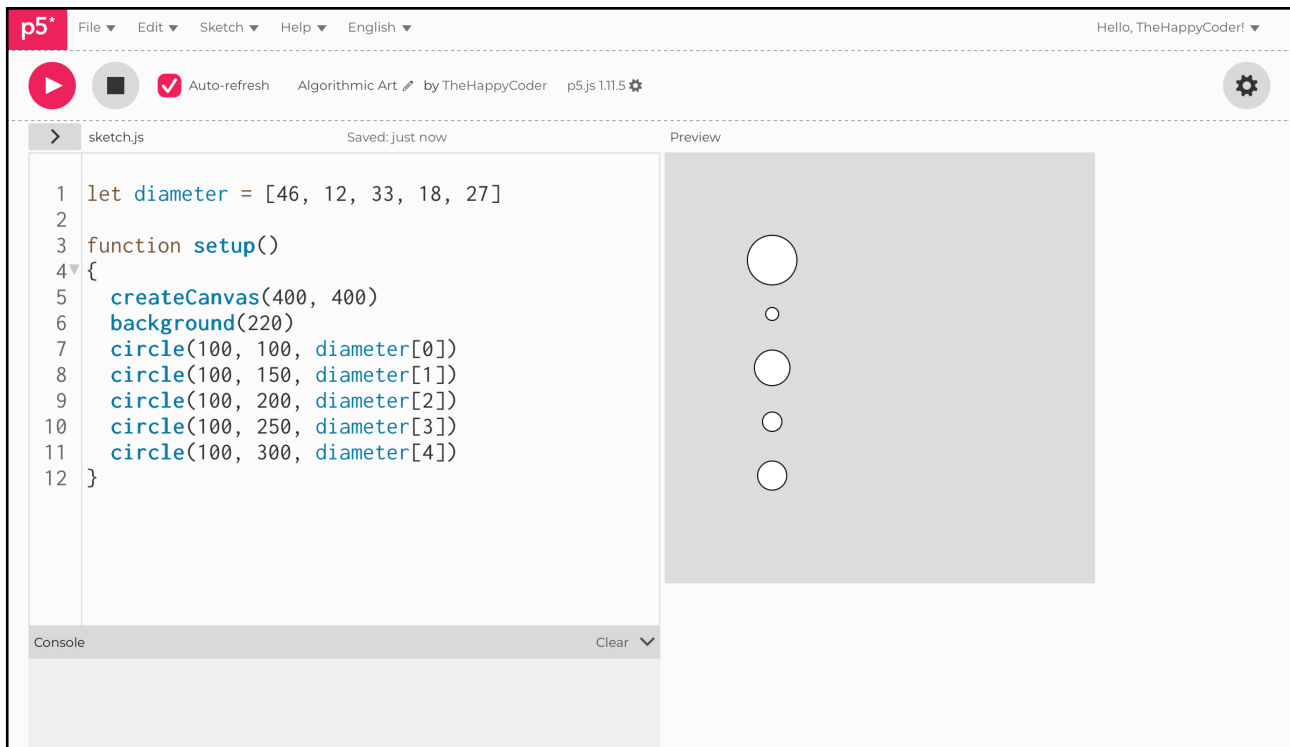 p5*
File Edit Sketch Help English
Hello, TheHappyCoder!
Auto-refresh Algorithmic Art by TheHappyCoder p5.js 1.11.5
sketch.js Saved: just now
1 let diameter = [46, 12, 33, 18, 27]
2
3 function setup()
4 {
5 createCanvas(400, 400)
6 background(220)
7 circle(100, 100, diameter[0])
8 circle(100, 150, diameter[1])
9 circle(100, 200, diameter[2])
10 circle(100, 250, diameter[3])
11 circle(100, 300, diameter[4])
12 }
Console Clear
Preview